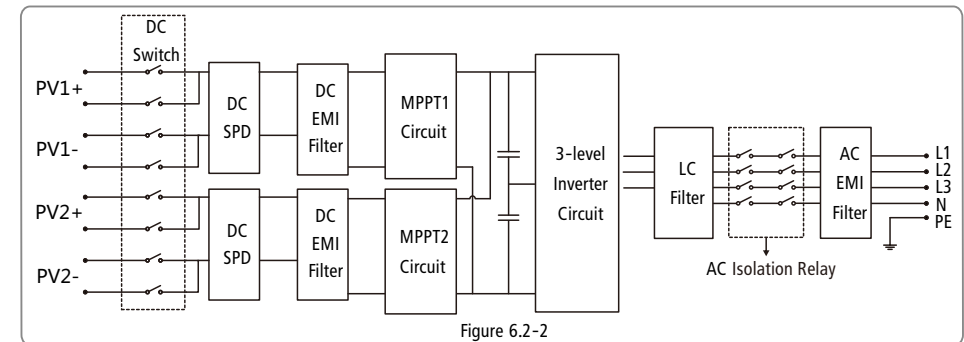 DC
Switch
PV1+
PV1-
PV2+
PV2-
DC
SPD
DC
EMI
Filter
MPPT1
Circuit
DC
SPD
DC
EMI
Filter
MPPT2
Circuit
3-level
Inverter
Circuit
LC
Filter
AC Isolation Relay
AC
EMI
Filter
L1
L2
L3
N
PE
Figure 6.2-2